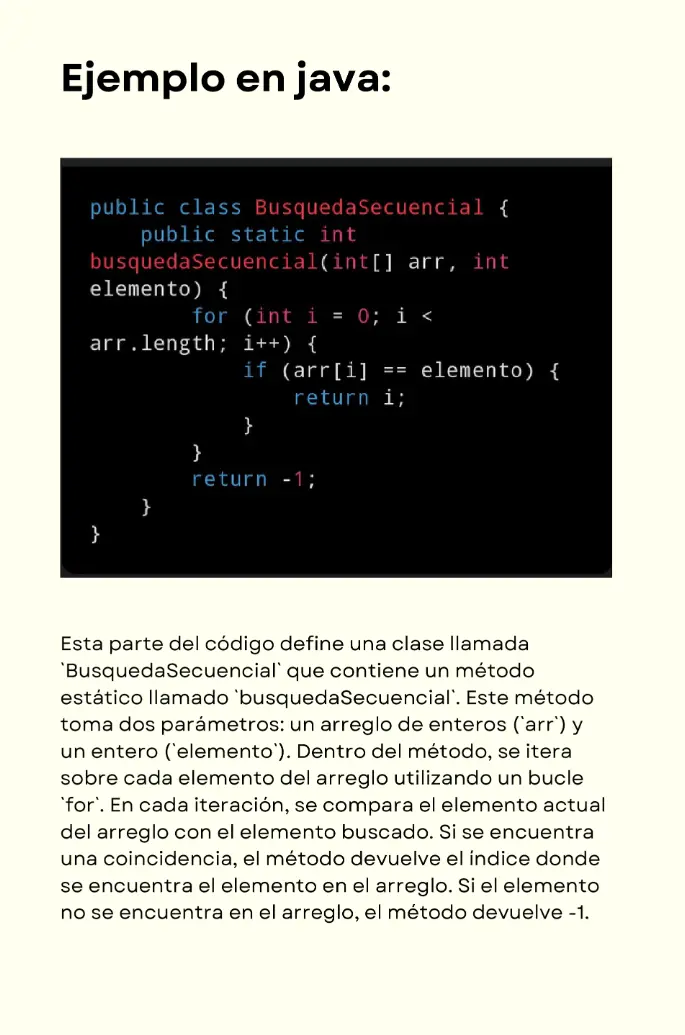 Ejemplo en java:
public class BusquedaSecuencial {
    public static int
busquedaSecuencial(int[] arr, int
elemento) {
        for (int i = 0; i <
arr.length; i++) {
            if (arr[i] == elemento) {
                return i;
            }
        }
        return -1;
    }
}
Esta parte del código define una clase llamada
`BusquedaSecuencial` que contiene un método
estático llamado `busquedaSecuencial`. Este método
toma dos parámetros: un arreglo de enteros (`arr`) y
un entero (`elemento`). Dentro del método, se itera
sobre cada elemento del arreglo utilizando un bucle
`for`. En cada iteración, se compara el elemento actual
del arreglo con el elemento buscado. Si se encuentra
una coincidencia, el método devuelve el índice donde
se encuentra el elemento en el arreglo. Si el elemento
no se encuentra en el arreglo, el método devuelve -1.